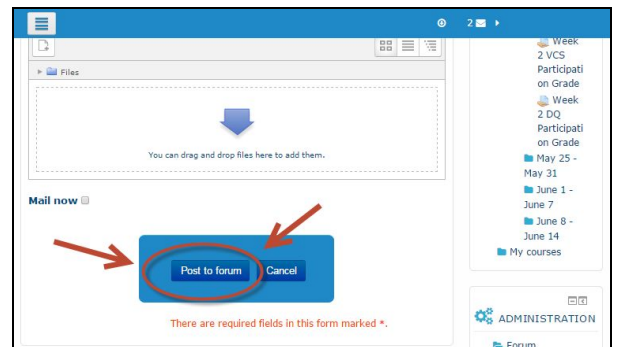 2
Files
You can drag and drop files here to add them.
Mail now
Post to forum
Cancel
There are required fields in this form marked *.
Week
2 VCS
Participati
on Grade
Week
2 DQ
Participati
on Grade
May 25 -
May 31
June 1 -
June 7
June 8 -
June 14
My courses
ADMINISTRATION
Forum